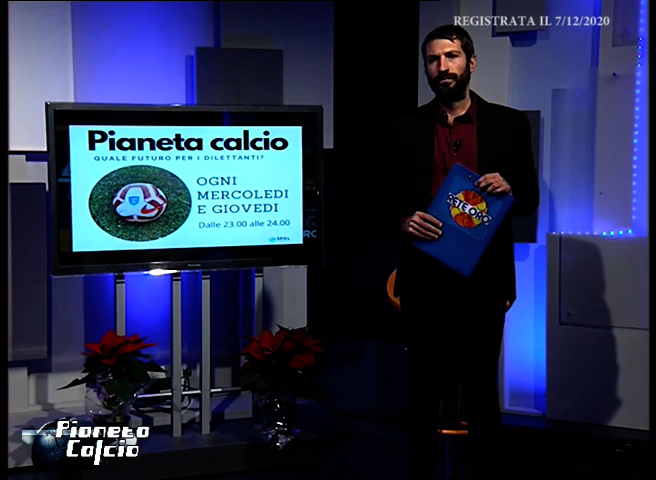 REGISTRATA IL 7/12/2020
Pianeta calcio
QUALE FUTURO PER I DILETTANTI?
OGNI
MERCOLEDI
E GIOVEDI
Dalle 23.00 alle 24.00
RETE ORO
Pianeta
Calcio